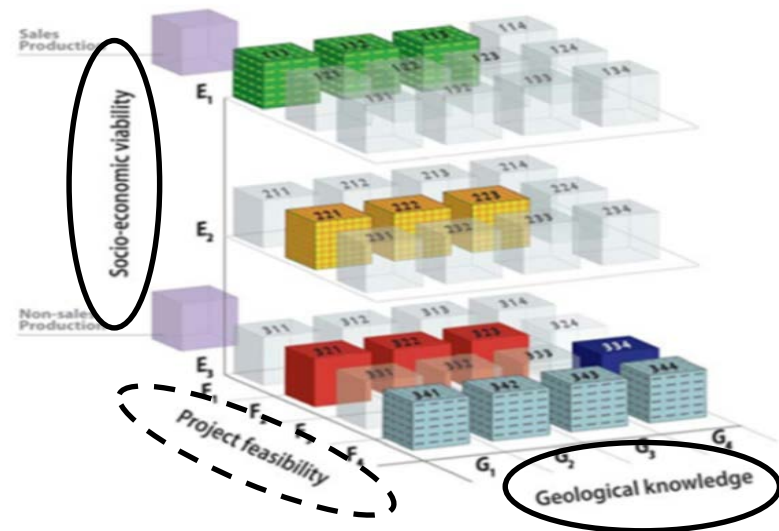 Sales
Production
Socio-economic viability
E1
111 112 113 114
121 122 123 124
131 132 133 134
E2
211 212 213 214
221 222 223 224
231 232 233 234
Non-sales
Production
E3
311 312 313 314
321 322 323 324
331 332 333 334
341 342 343 344
F1
Project feasibility
G1
G2
G3
G4
Geological knowledge